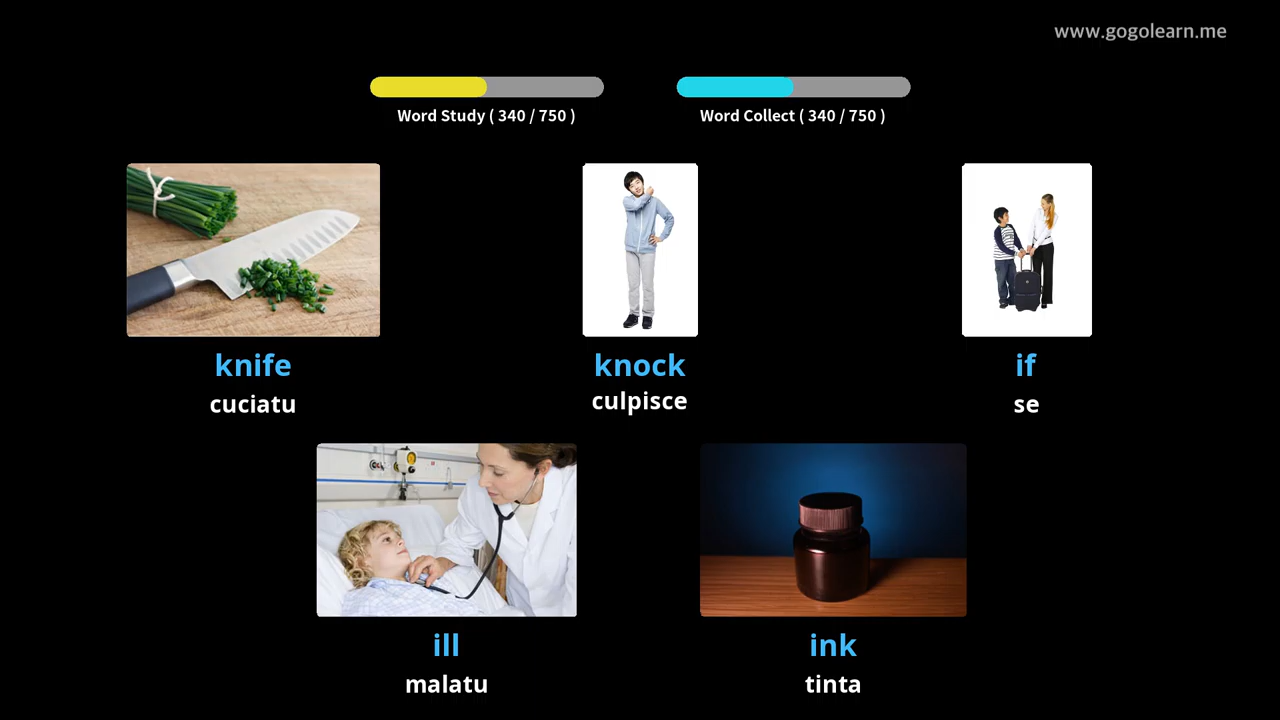 www.gogolearn.me
Word Study ( 340 / 750 )
Word Collect ( 340 / 750 )
knife
cuciatu
knock
culpisce
if
se
ill
malatu
ink
tinta